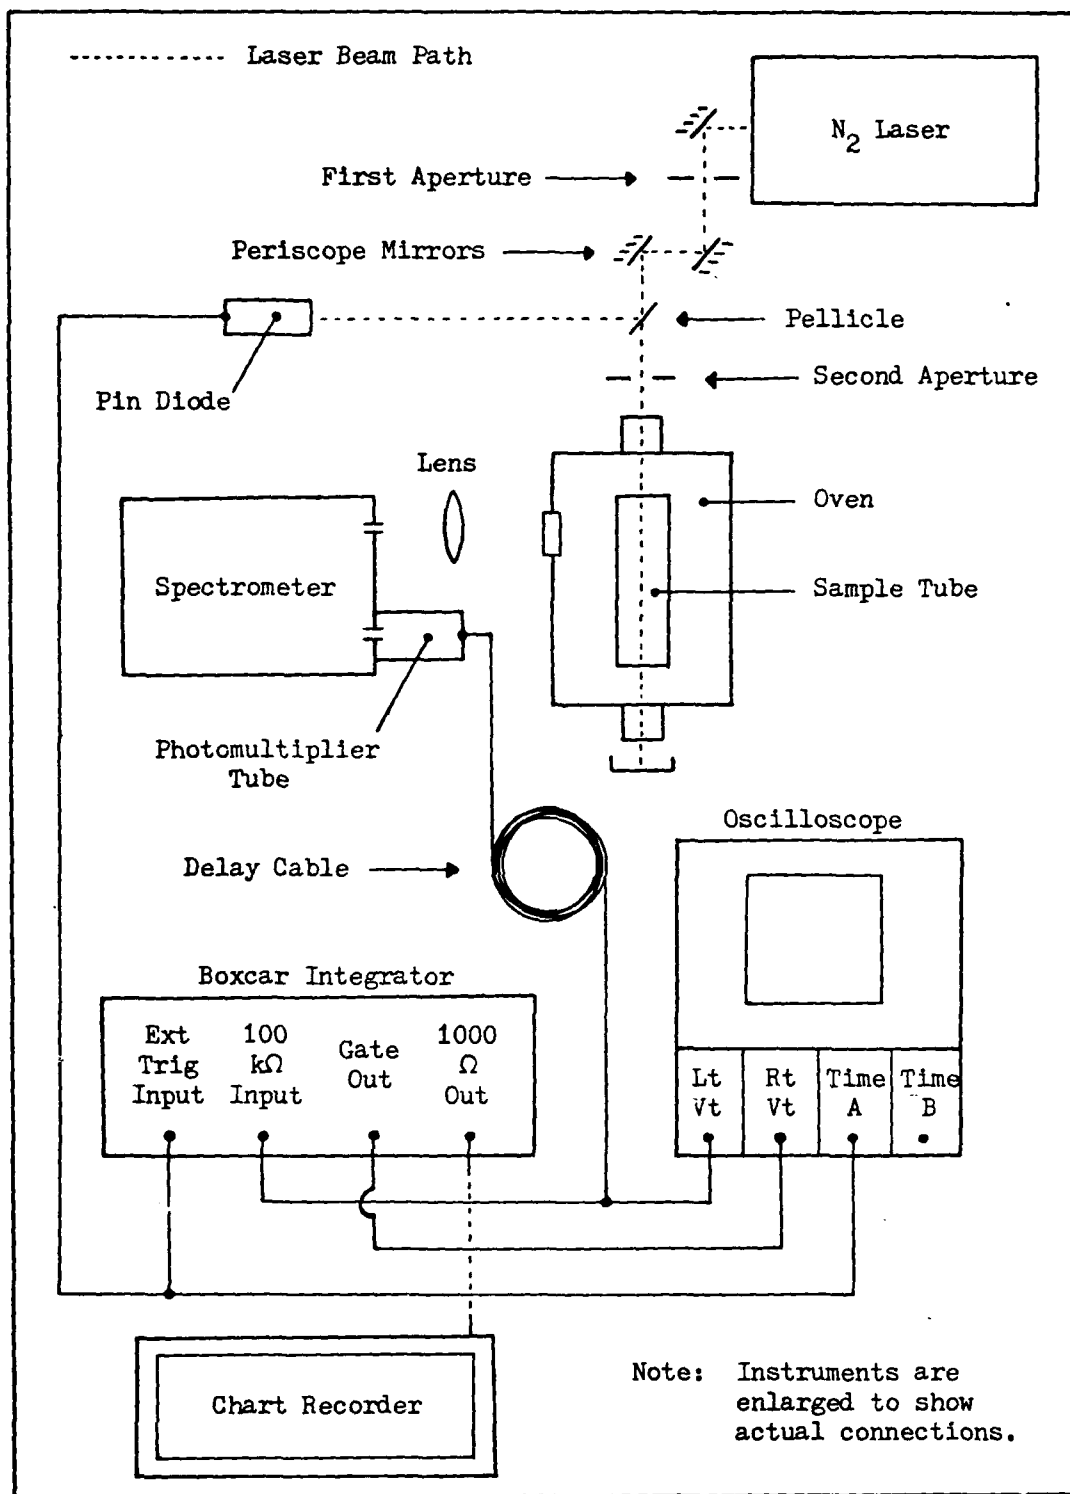 Laser Beam Path
N2 Laser
First Aperture
Periscope Mirrors
Pellicle
Pin Diode
Second Aperture
Lens
Oven
Spectrometer
Sample Tube
Photomultiplier
Tube
Oscilloscope
Delay Cable
Boxcar Integrator
Ext
Trig
Input
100
kΩ
Input
Gate
Out
1000
Ω
Out
Lt
Vt
Rt
Vt
Time
A
Time
B
Chart Recorder
Note: Instruments are
enlarged to show
actual connections.